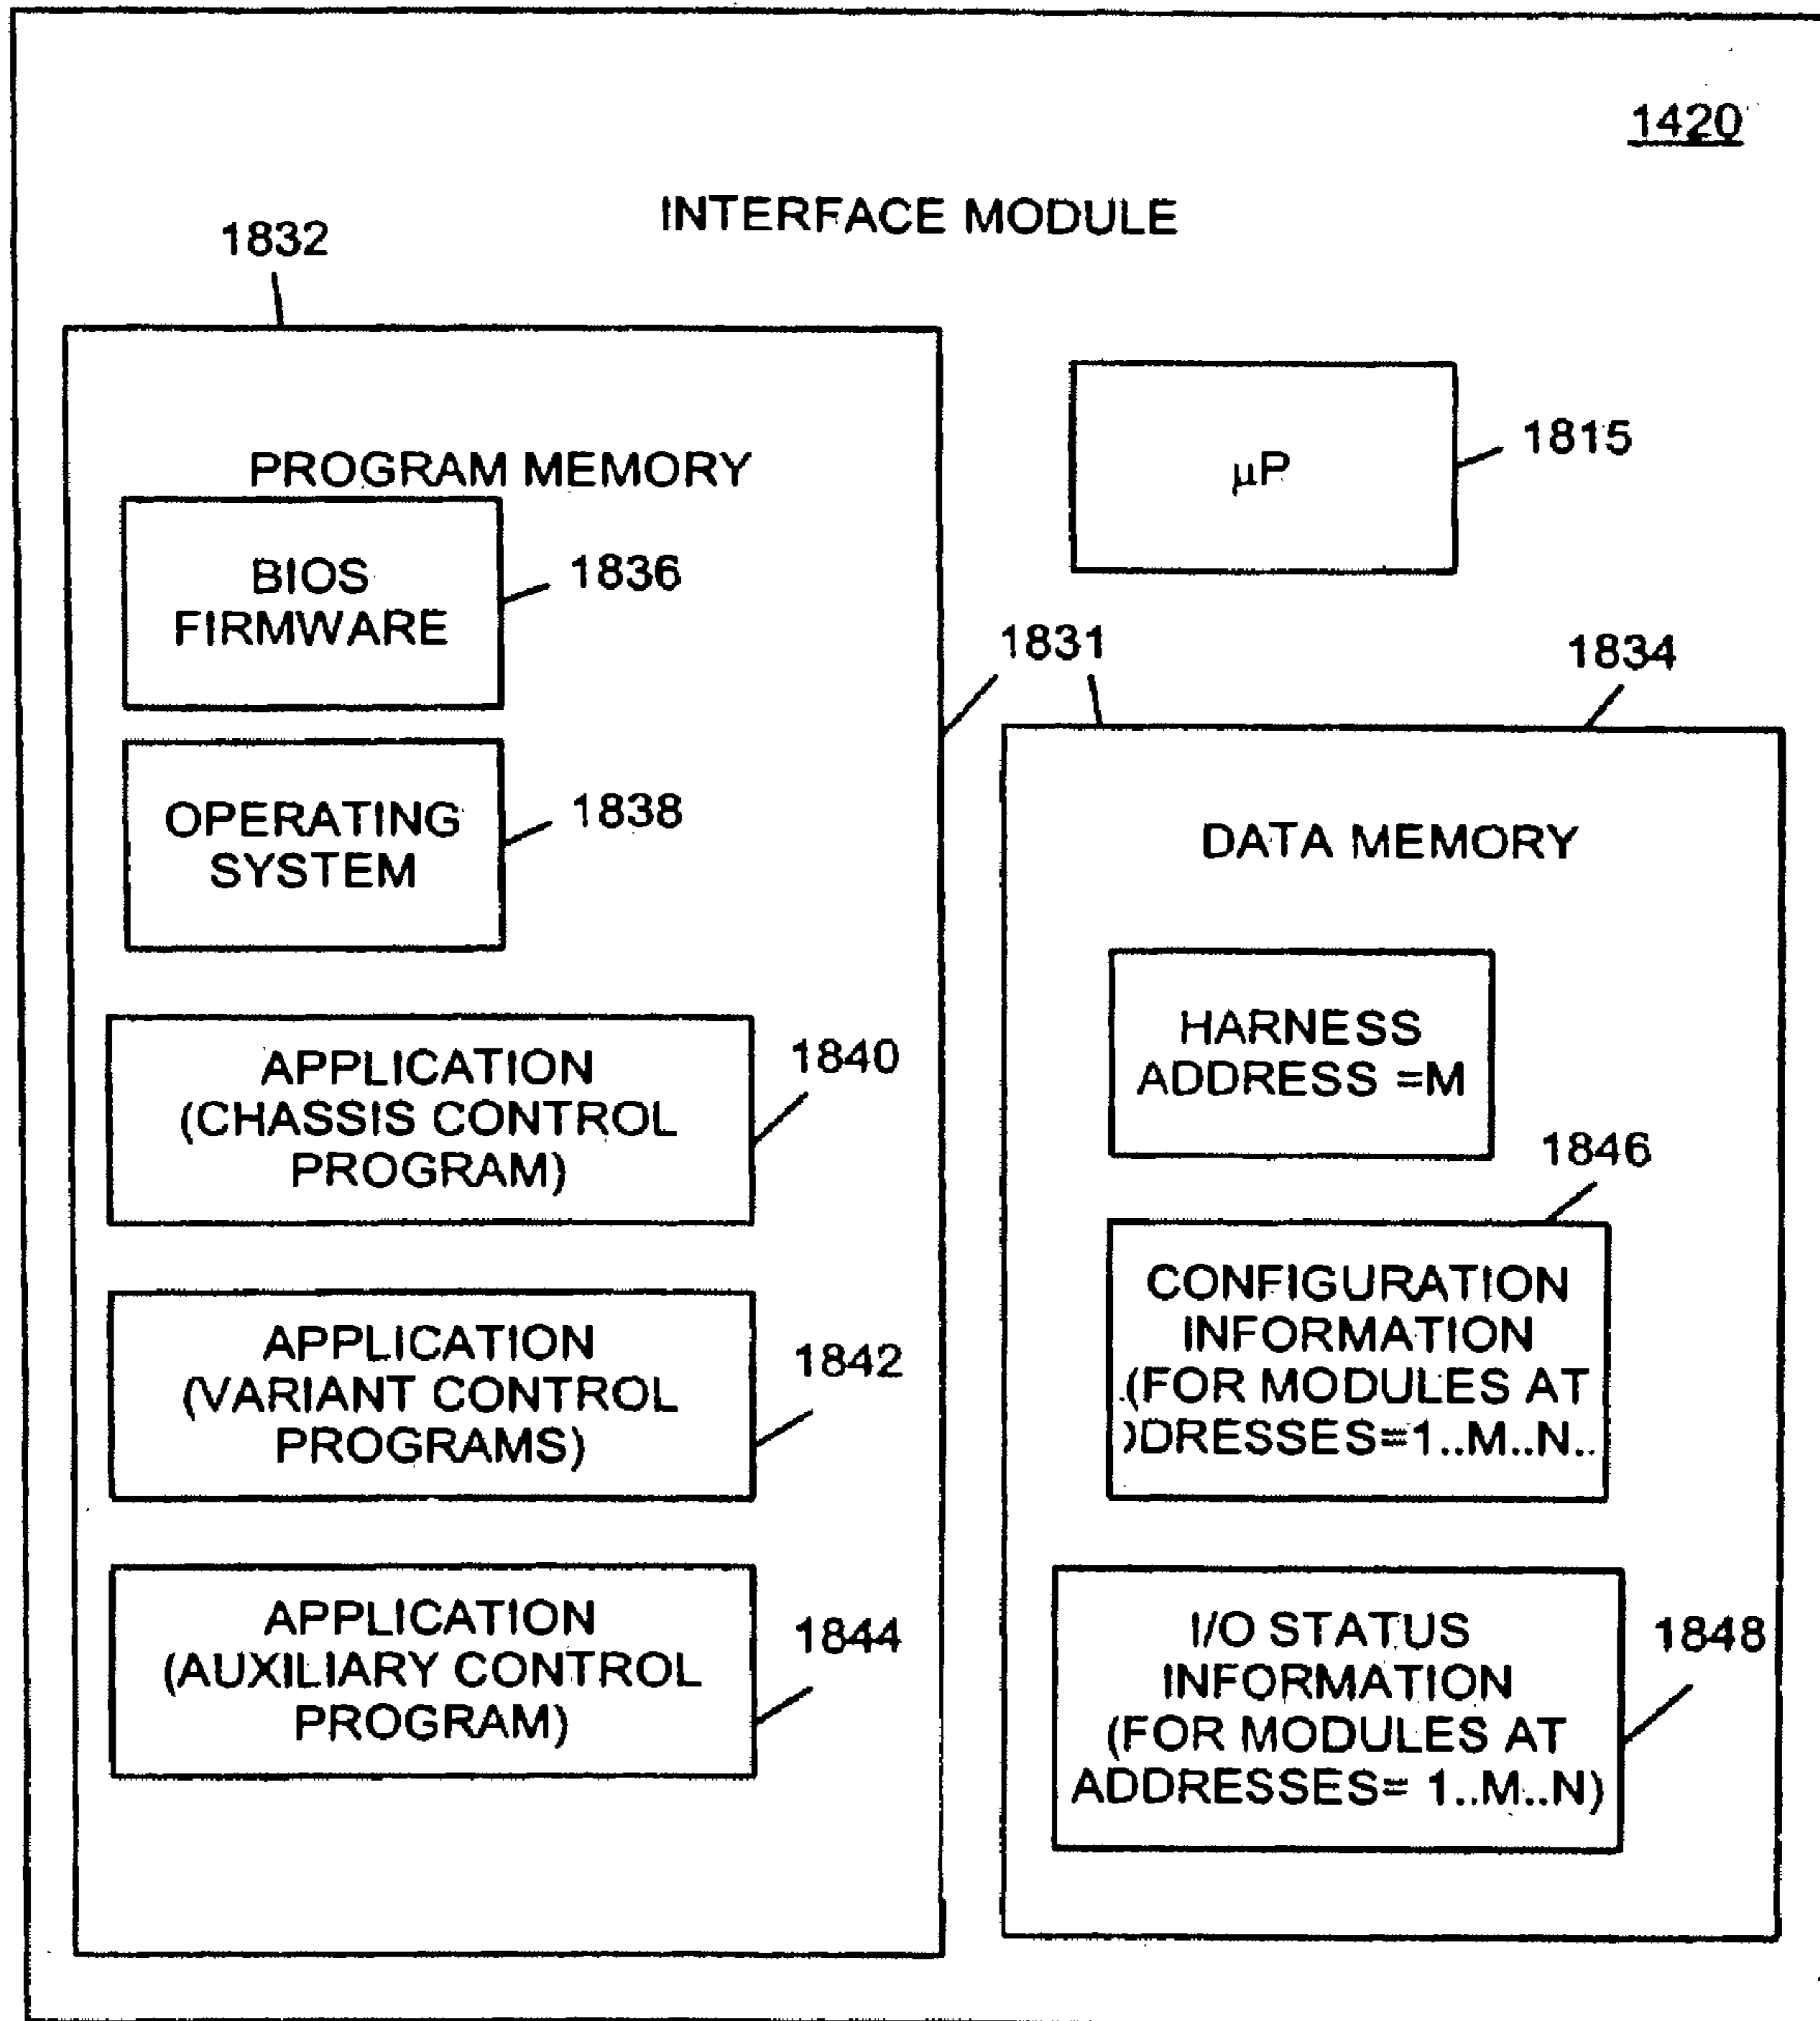 1420
INTERFACE MODULE
1832
PROGRAM MEMORY
BIOS
FIRMWARE
1836
OPERATING
SYSTEM
1838
APPLICATION
(CHASSIS CONTROL
PROGRAM)
1840
APPLICATION
(VARIANT CONTROL
PROGRAMS)
1842
APPLICATION
(AUXILIARY CONTROL
PROGRAM)
1844
µP
1815
1831
1834
DATA MEMORY
HARNESS
ADDRESS =M
1846
CONFIGURATION
INFORMATION
(FOR MODULES AT
DRESSES=1..M..N..
I/O STATUS
INFORMATION
(FOR MODULES AT
ADDRESSES= 1..M..N)
1848